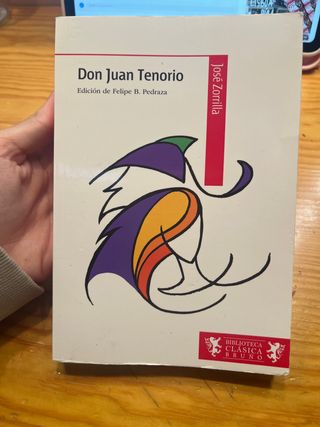 Don Juan Tenorio
Edición de Felipe B. Pedraza
José Zorrilla
BIBLIOTECA
CLÁSICA
BRUÑO